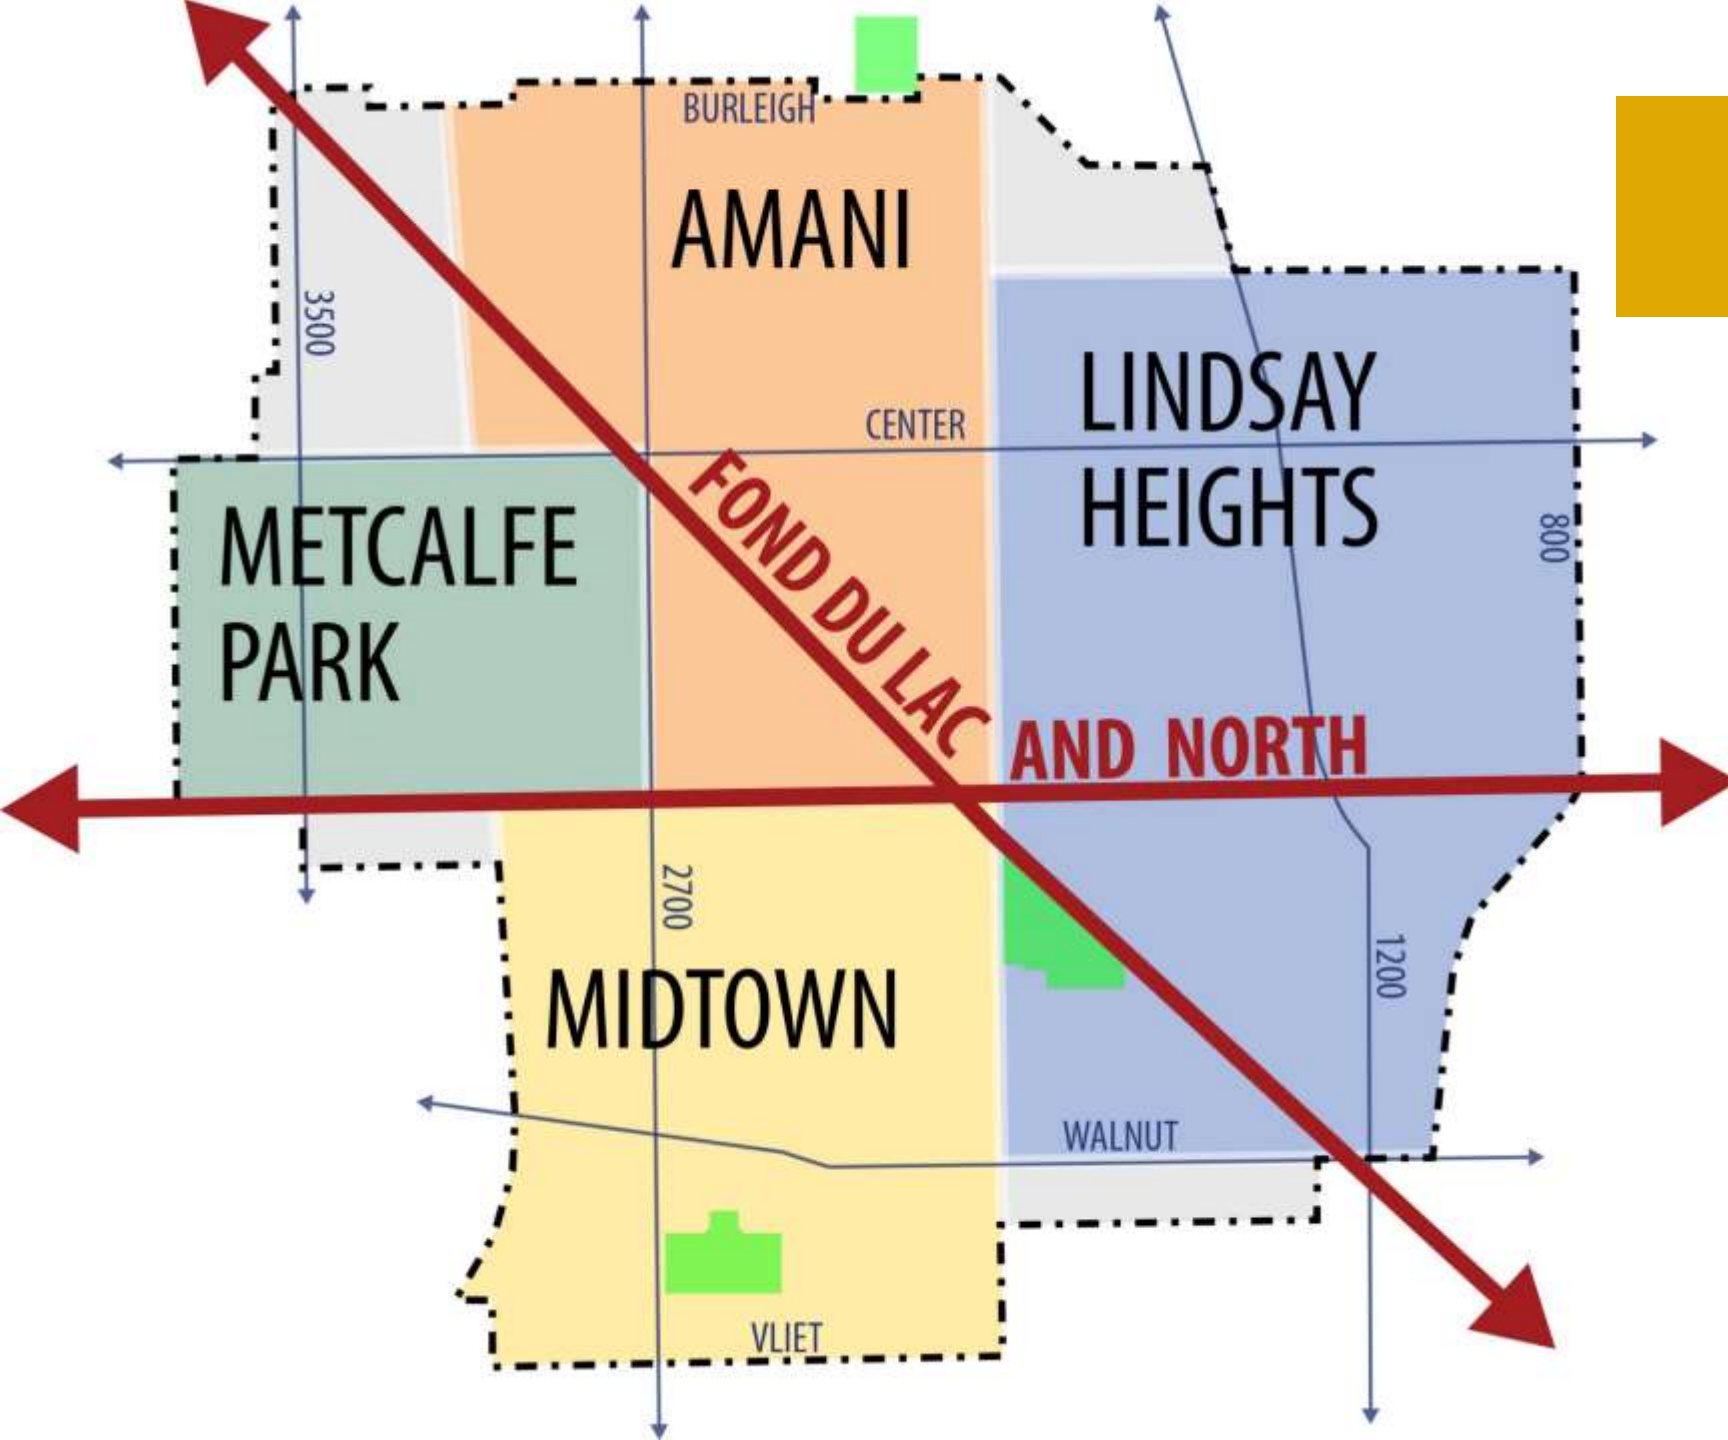 BURLEIGH
AMANI
3500
LINDSAY
HEIGHTS
CENTER
METCALFE
PARK
800
FOND DU LAC
AND NORTH
2700
MIDTOWN
1200
WALNUT
VLIET